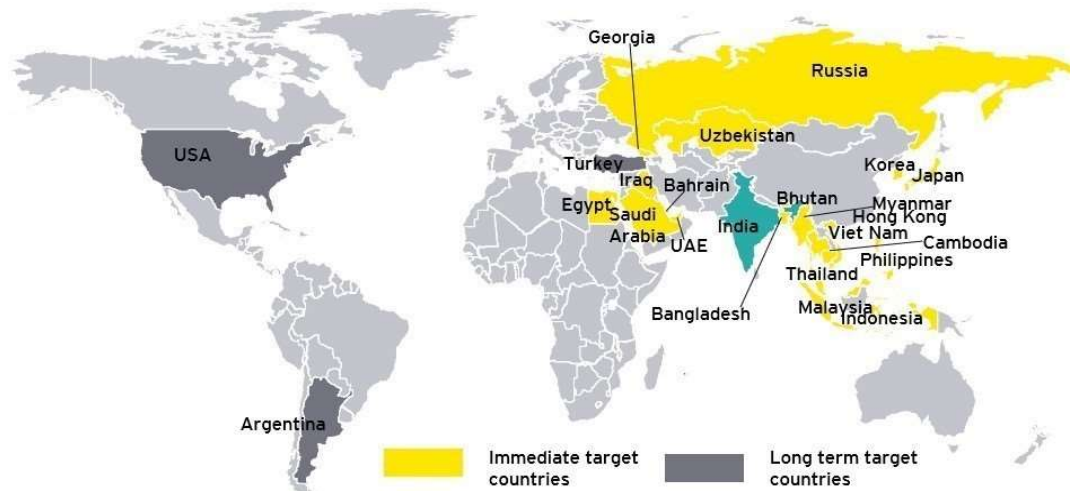 Georgia
Russia
USA
Uzbekistan
Turkey
Korea
Japan
Iraq
Bahrain
Bhutan
Myanmar
Egypt
Saudi
Arabia
UAE
India
Hong Kong
Viet Nam
Cambodia
Philippines
Thailand
Bangladesh
Malaysia
Indonesia
Argentina
Immediate target
countries
Long term target
countries